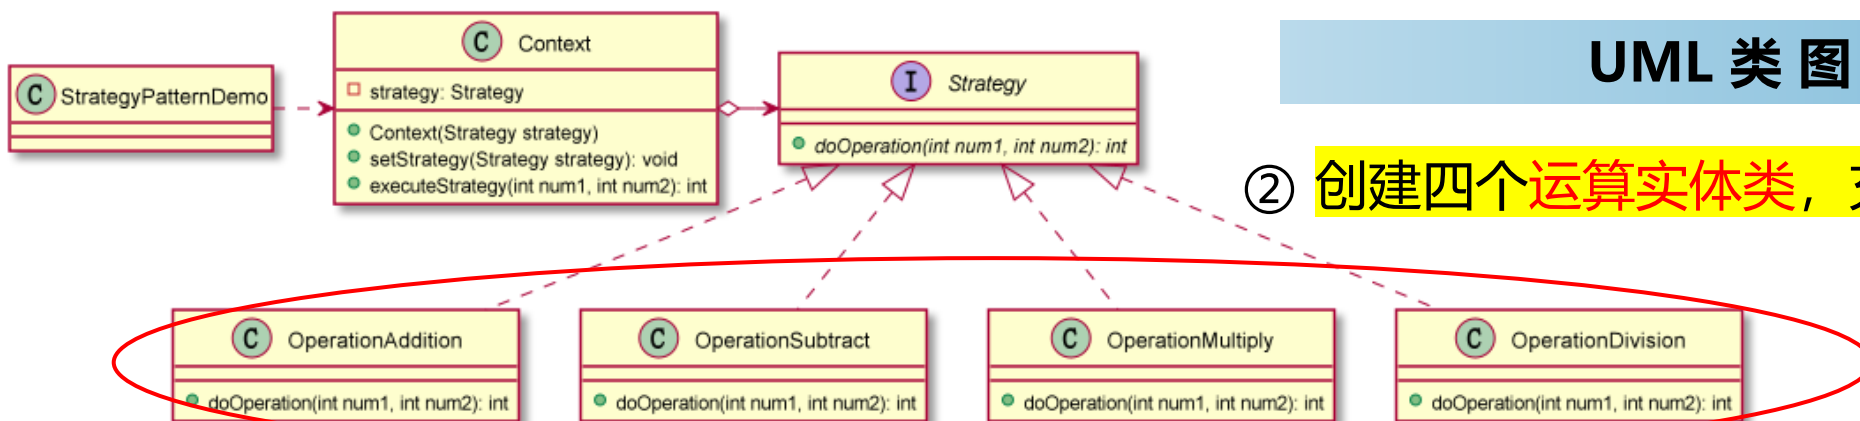 C Context
C StrategyPatternDemo
strategy: Strategy
Context(Strategy strategy)
setStrategy(Strategy strategy): void
executeStrategy(int num1, int num2): int
I Strategy
doOperation(int num1, int num2): int
UML 类 图
② 创建四个运算实体类，
C OperationAddition
doOperation(int num1, int num2): int
C OperationSubtract
doOperation(int num1, int num2): int
C OperationMultiply
doOperation(int num1, int num2): int
C OperationDivision
doOperation(int num1, int num2): int